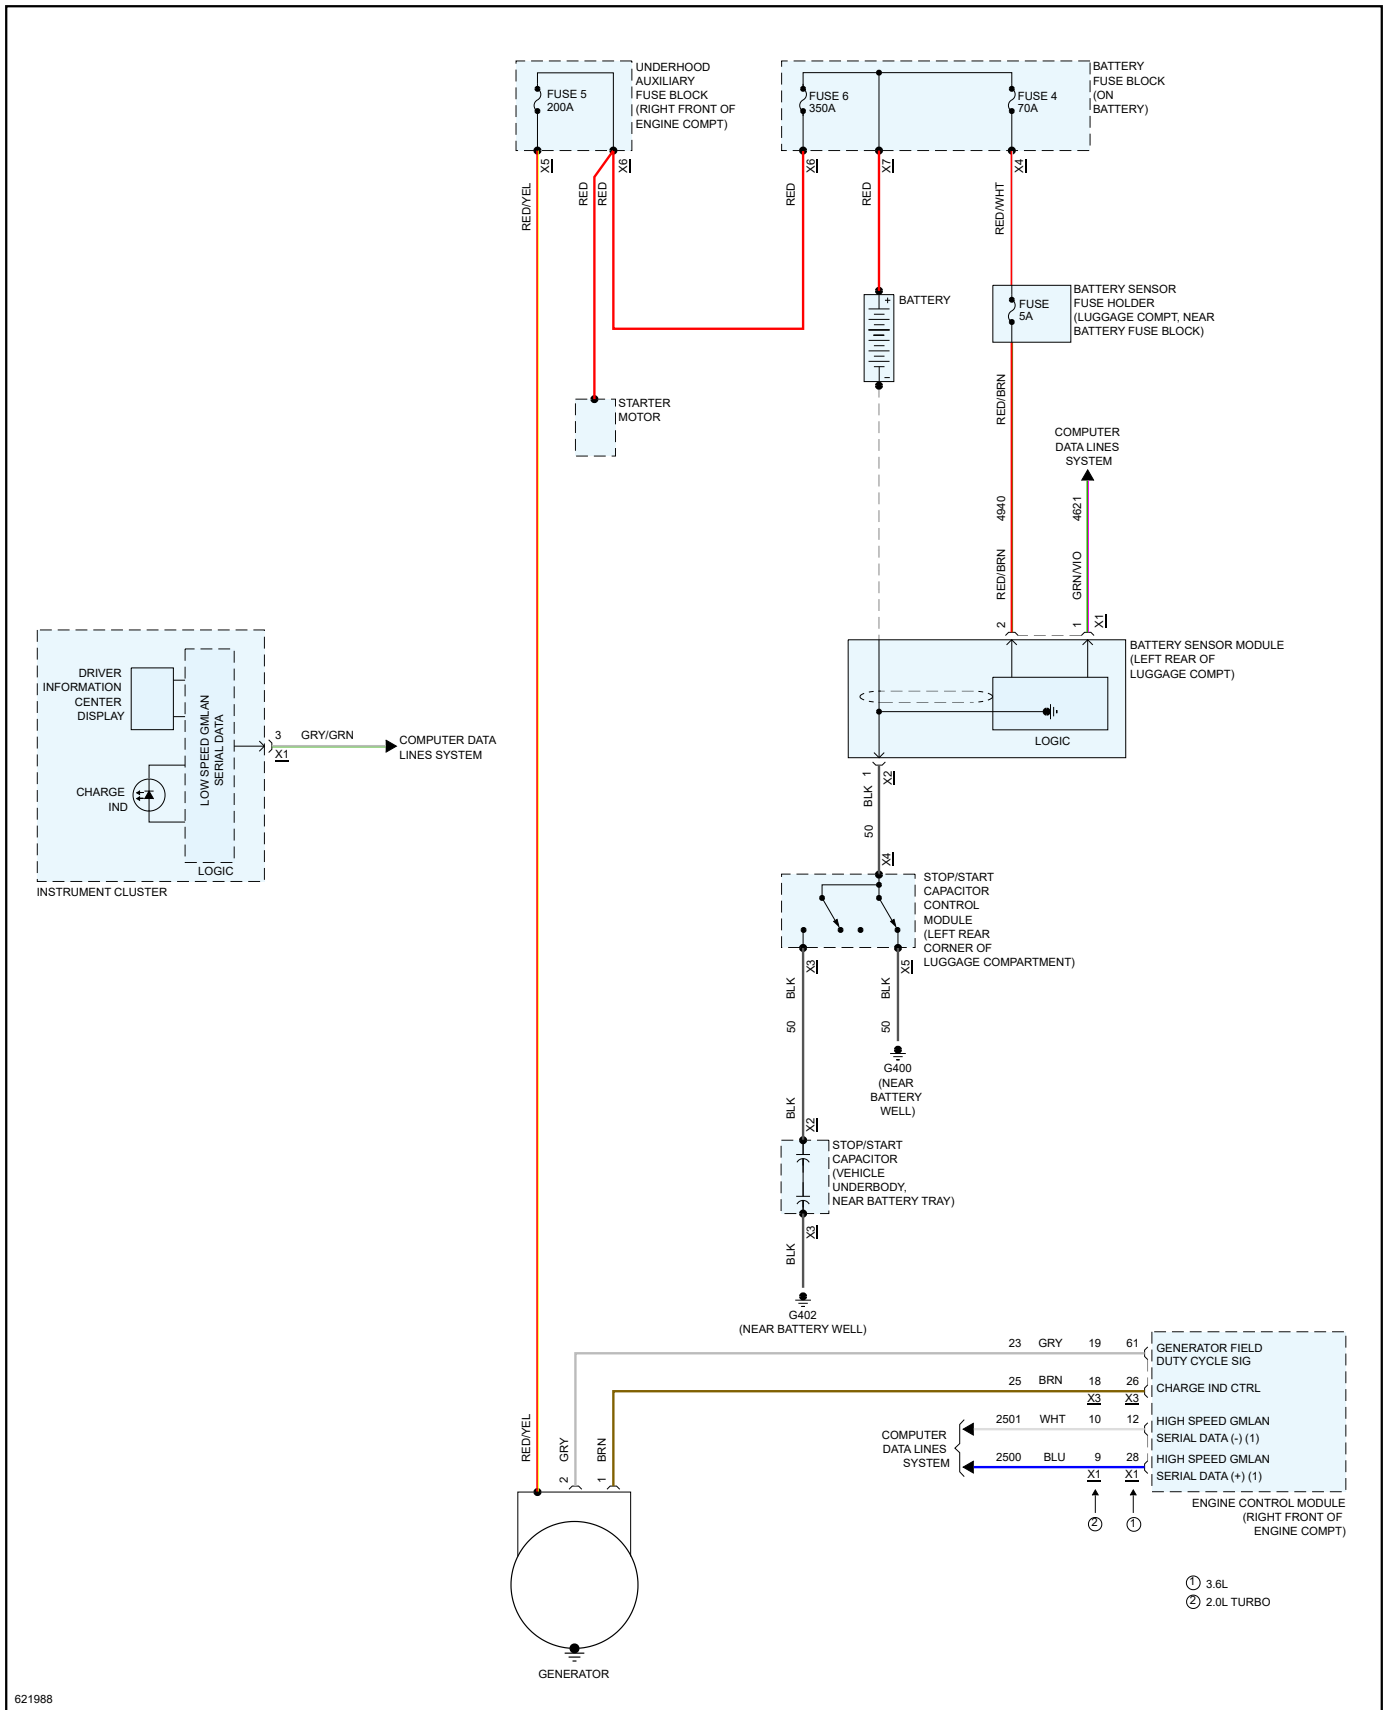 UNDERHOOD
AUXILIARY
FUSE BLOCK
(RIGHT FRONT OF
ENGINE COMPT)
FUSE 5
200A
X5
X6
RED/YEL
RED
RED
BATTERY
FUSE BLOCK
(ON
BATTERY)
FUSE 6
350A
FUSE 4
70A
X6
X7
X4
RED
RED
RED/WHT
+
BATTERY
-
BATTERY SENSOR
FUSE HOLDER
(LUGGAGE COMPT, NEAR
BATTERY FUSE BLOCK)
FUSE
5A
STARTER
MOTOR
RED/BRN
COMPUTER
DATA LINES
SYSTEM
4940
4621
RED/BRN
GRN/VIO
2
1
X1
BATTERY SENSOR MODULE
(LEFT REAR OF
LUGGAGE COMPT)
LOGIC
DRIVER
INFORMATION
CENTER
DISPLAY
LOW SPEED GMLAN
SERIAL DATA
3
GRY/GRN
X1
COMPUTER DATA
LINES SYSTEM
CHARGE
IND
LOGIC
INSTRUMENT CLUSTER
1
X2
BLK
50
X4
STOP/START
CAPACITOR
CONTROL
MODULE
(LEFT REAR
CORNER OF
LUGGAGE COMPARTMENT)
X3
X5
BLK
BLK
50
50
G400
(NEAR
BATTERY
WELL)
BLK
X2
STOP/START
CAPACITOR
(VEHICLE
UNDERBODY,
NEAR BATTERY TRAY)
X3
BLK
G402
(NEAR BATTERY WELL)
23 GRY 19 61
GENERATOR FIELD
DUTY CYCLE SIG
25 BRN 18 26
X3 X3
CHARGE IND CTRL
COMPUTER
DATA LINES
SYSTEM
2501 WHT 10 12
HIGH SPEED GMLAN
SERIAL DATA (-) (1)
2500 BLU 9 28
X1 X1
HIGH SPEED GMLAN
SERIAL DATA (+) (1)
2 1
ENGINE CONTROL MODULE
(RIGHT FRONT OF
ENGINE COMPT)
RED/YEL
GRY
BRN
2
1
1 3.6L
2 2.0L TURBO
GENERATOR
621988